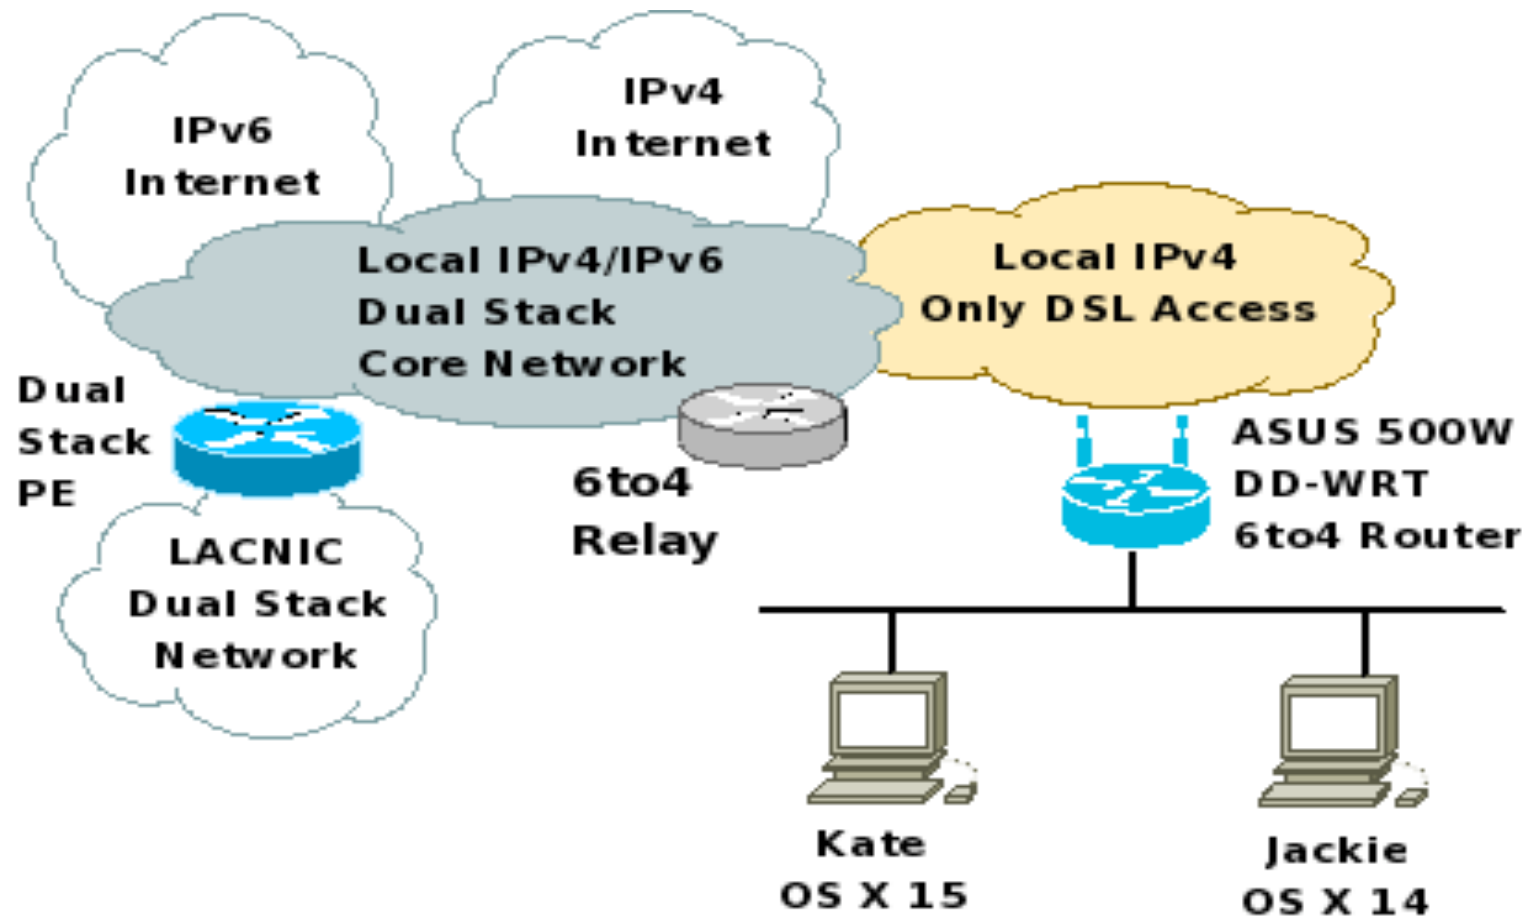 IPv6
Internet
IPv4
Internet
Local IPv4/IPv6
Dual Stack
Core Network
Local IPv4
Only DSL Access
Dual
Stack
PE
6to4
Relay
ASUS 500W
DD-WRT
6to4 Router
LACNIC
Dual Stack
Network
Kate
OS X 15
Jackie
OS X 14